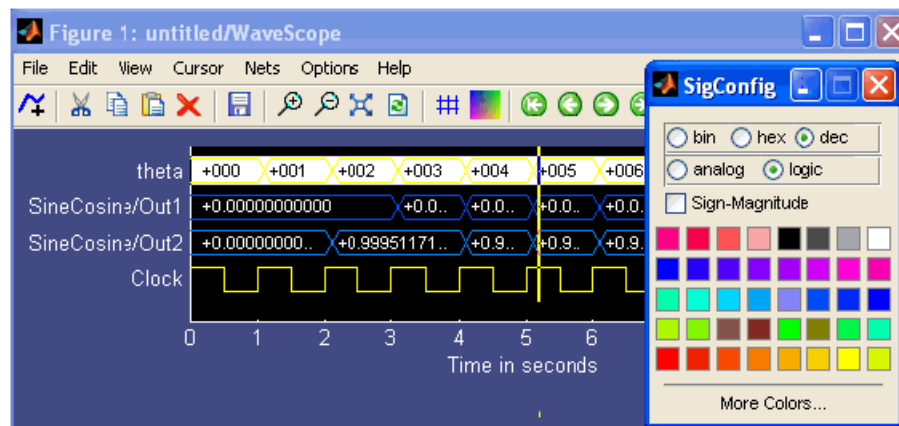 Figure 1: untitled/WaveScope
File Edit View Cursor Nets Options Help
SigConfig
bin hex dec
analog logic
Sign-Magnitude
theta +000 +001 +002 +003 +004 +005 +006
SineCosine/Out1 +0.00000000000 +0.0.. +0.0.. +0.0.. +0.0.
SineCosine/Out2 +0.00000000.. +0.99951171.. +0.9.. +0.9.. +0.9.
Clock
0 1 2 3 4 5 6
Time in seconds
More Colors...